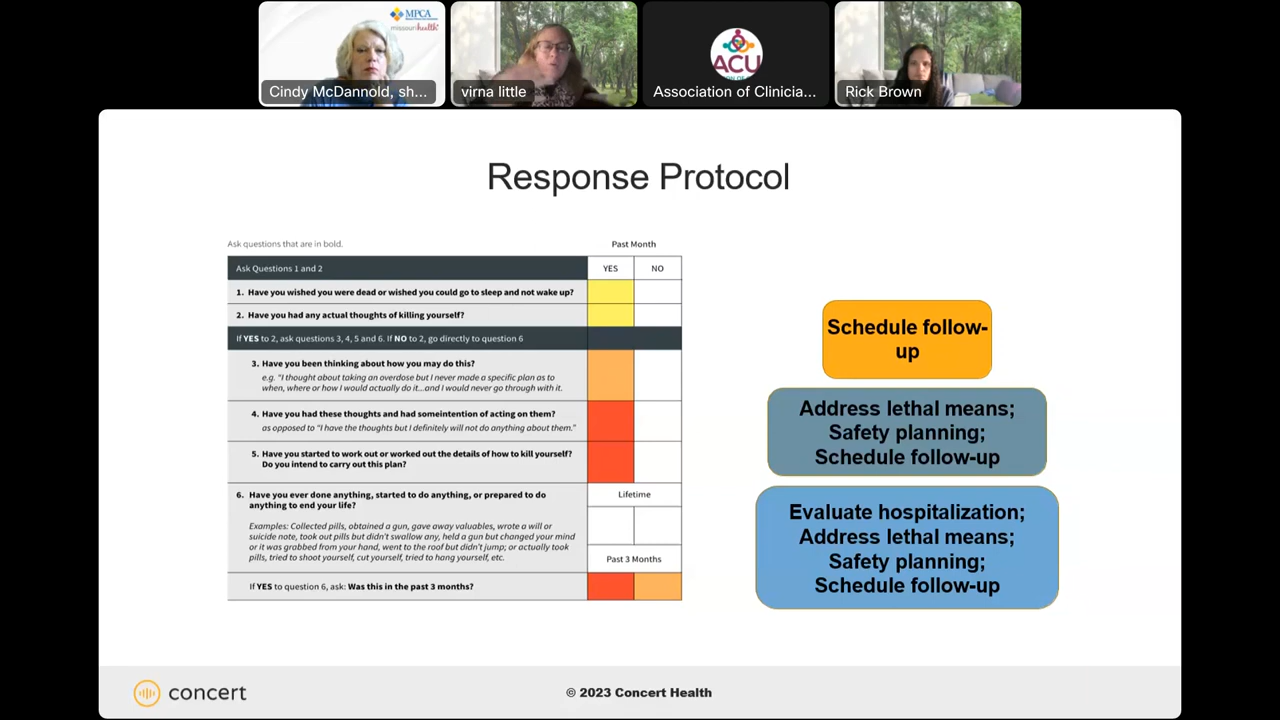 MPCA
missourihealth+
Cindy McDannold, sh...
virna little
ACU
Association of Clinicia...
Rick Brown
Response Protocol
Ask questions that are in bold.
Past Month
Ask Questions 1 and 2
YES
NO
1. Have you wished you were dead or wished you could go to sleep and not wake up?
2. Have you had any actual thoughts of killing yourself?
If YES to 2, ask questions 3, 4, 5 and 6. If NO to 2, go directly to question 6
3. Have you been thinking about how you may do this?
e.g. "I thought about taking an overdose but I never made a specific plan as to
when, where or how I would actually do it...and I would never go through with it.
4. Have you had these thoughts and had someintention of acting on them?
as opposed to "I have the thoughts but I definitely will not do anything about them."
5. Have you started to work out or worked out the details of how to kill yourself?
Do you intend to carry out this plan?
6. Have you ever done anything, started to do anything, or prepared to do
anything to end your life?
Lifetime
Examples: Collected pills, obtained a gun, gave away valuables, wrote a will or
suicide note, took out pills but didn't swallow any, held a gun but changed your mind
or it was grabbed from your hand, went to the roof but didn't jump; or actually took
pills, tried to shoot yourself, cut yourself, tried to hang yourself, etc.
Past 3 Months
If YES to question 6, ask: Was this in the past 3 months?
Schedule follow-
up
Address lethal means;
Safety planning;
Schedule follow-up
Evaluate hospitalization;
Address lethal means;
Safety planning;
Schedule follow-up
concert
© 2023 Concert Health